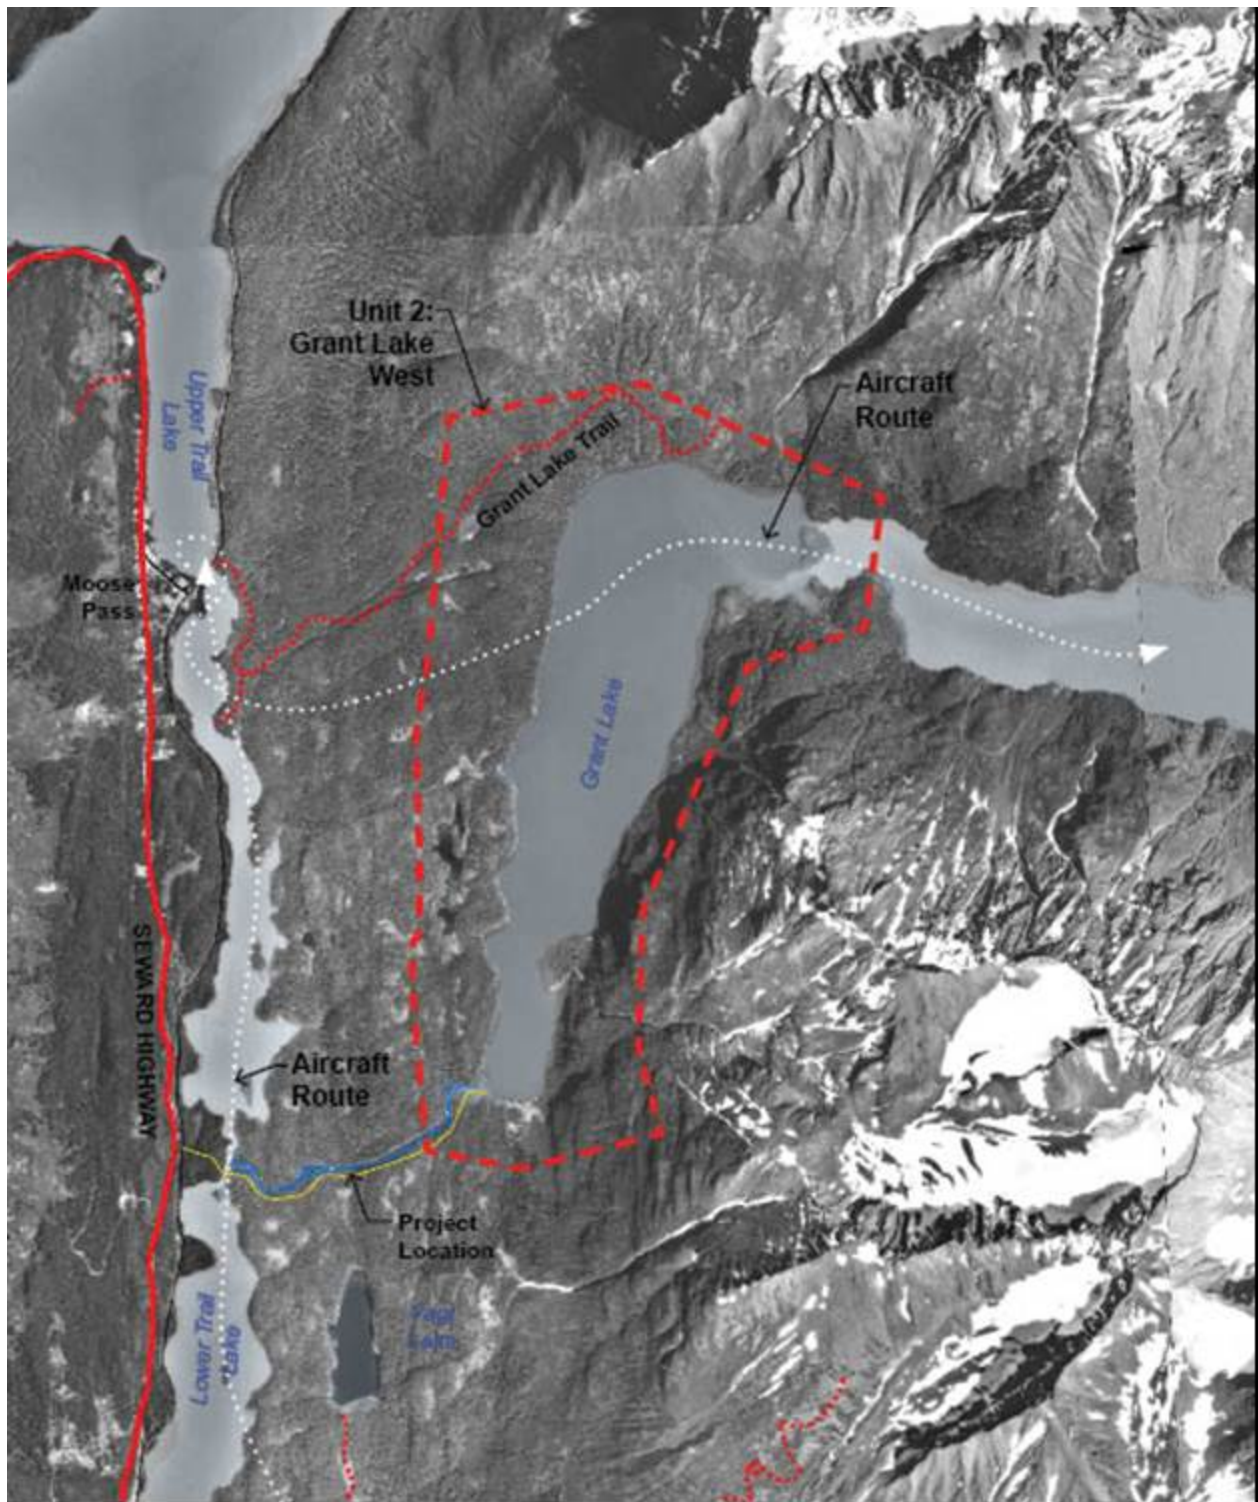 Unit 2:
Grant Lake
West
Aircraft
Route
Upper Trail
Lake
Grant Lake Trail
Moose
Pass
Grant Lake
SEWARD HIGHWAY
Aircraft
Route
Project
Location
Lower Trail
Lake
Lake